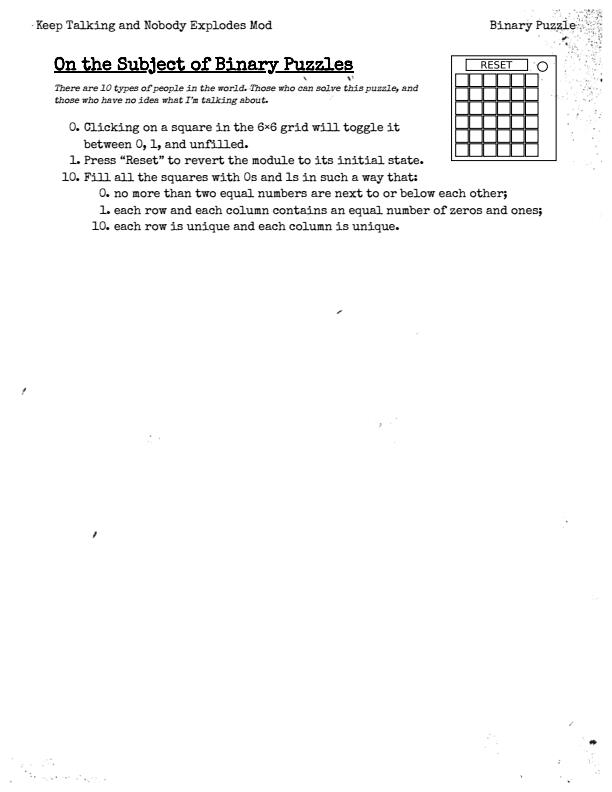 Keep Talking and Nobody Explodes Mod
Binary Puzzle
On the Subject of Binary Puzzles
RESET
There are 10 types of people in the world. Those who can solve this puzzle, and
those who have no idea what I'm talking about.
0. Clicking on a square in the 6×6 grid will toggle it
between 0, 1, and unfilled.
1. Press “Reset” to revert the module to its initial state.
10. Fill all the squares with 0s and 1s in such a way that:
0. no more than two equal numbers are next to or below each other;
1. each row and each column contains an equal number of zeros and ones;
10. each row is unique and each column is unique.